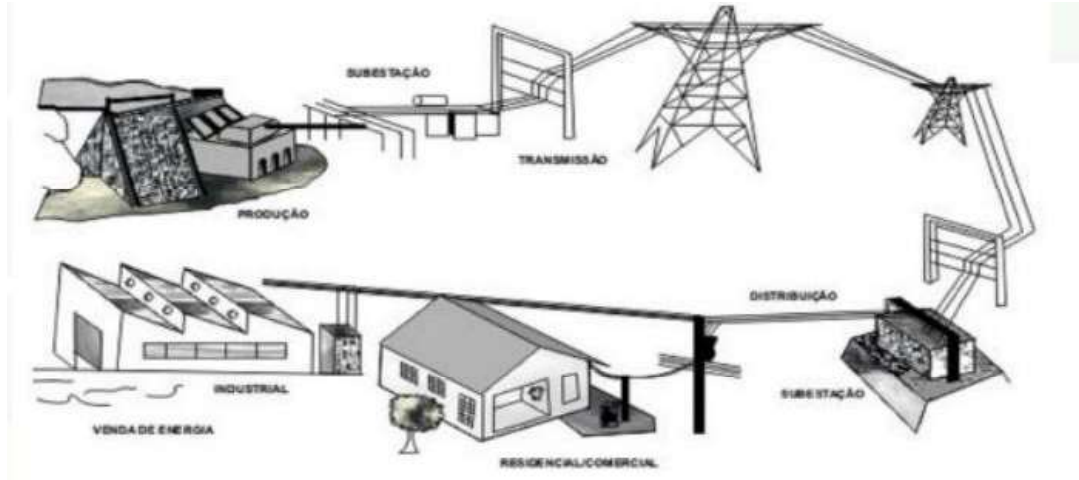 SUBESTAÇÃO
TRANSMISSÃO
PRODUÇÃO
DISTRIBUIÇÃO
SUBESTAÇÃO
INDUSTRIAL
VENDA DE ENERGIA
RESIDENCIAL/COMERCIAL